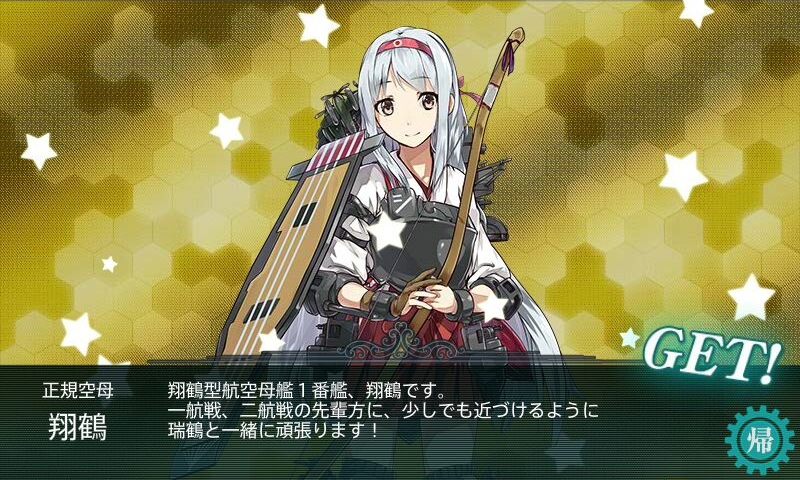 GET!
正規空母
翔鶴
翔鶴型航空母艦１番艦、翔鶴です。
一航戦、二航戦の先輩方に、少しでも近づけるように
瑞鶴と一緒に頑張ります！
帰